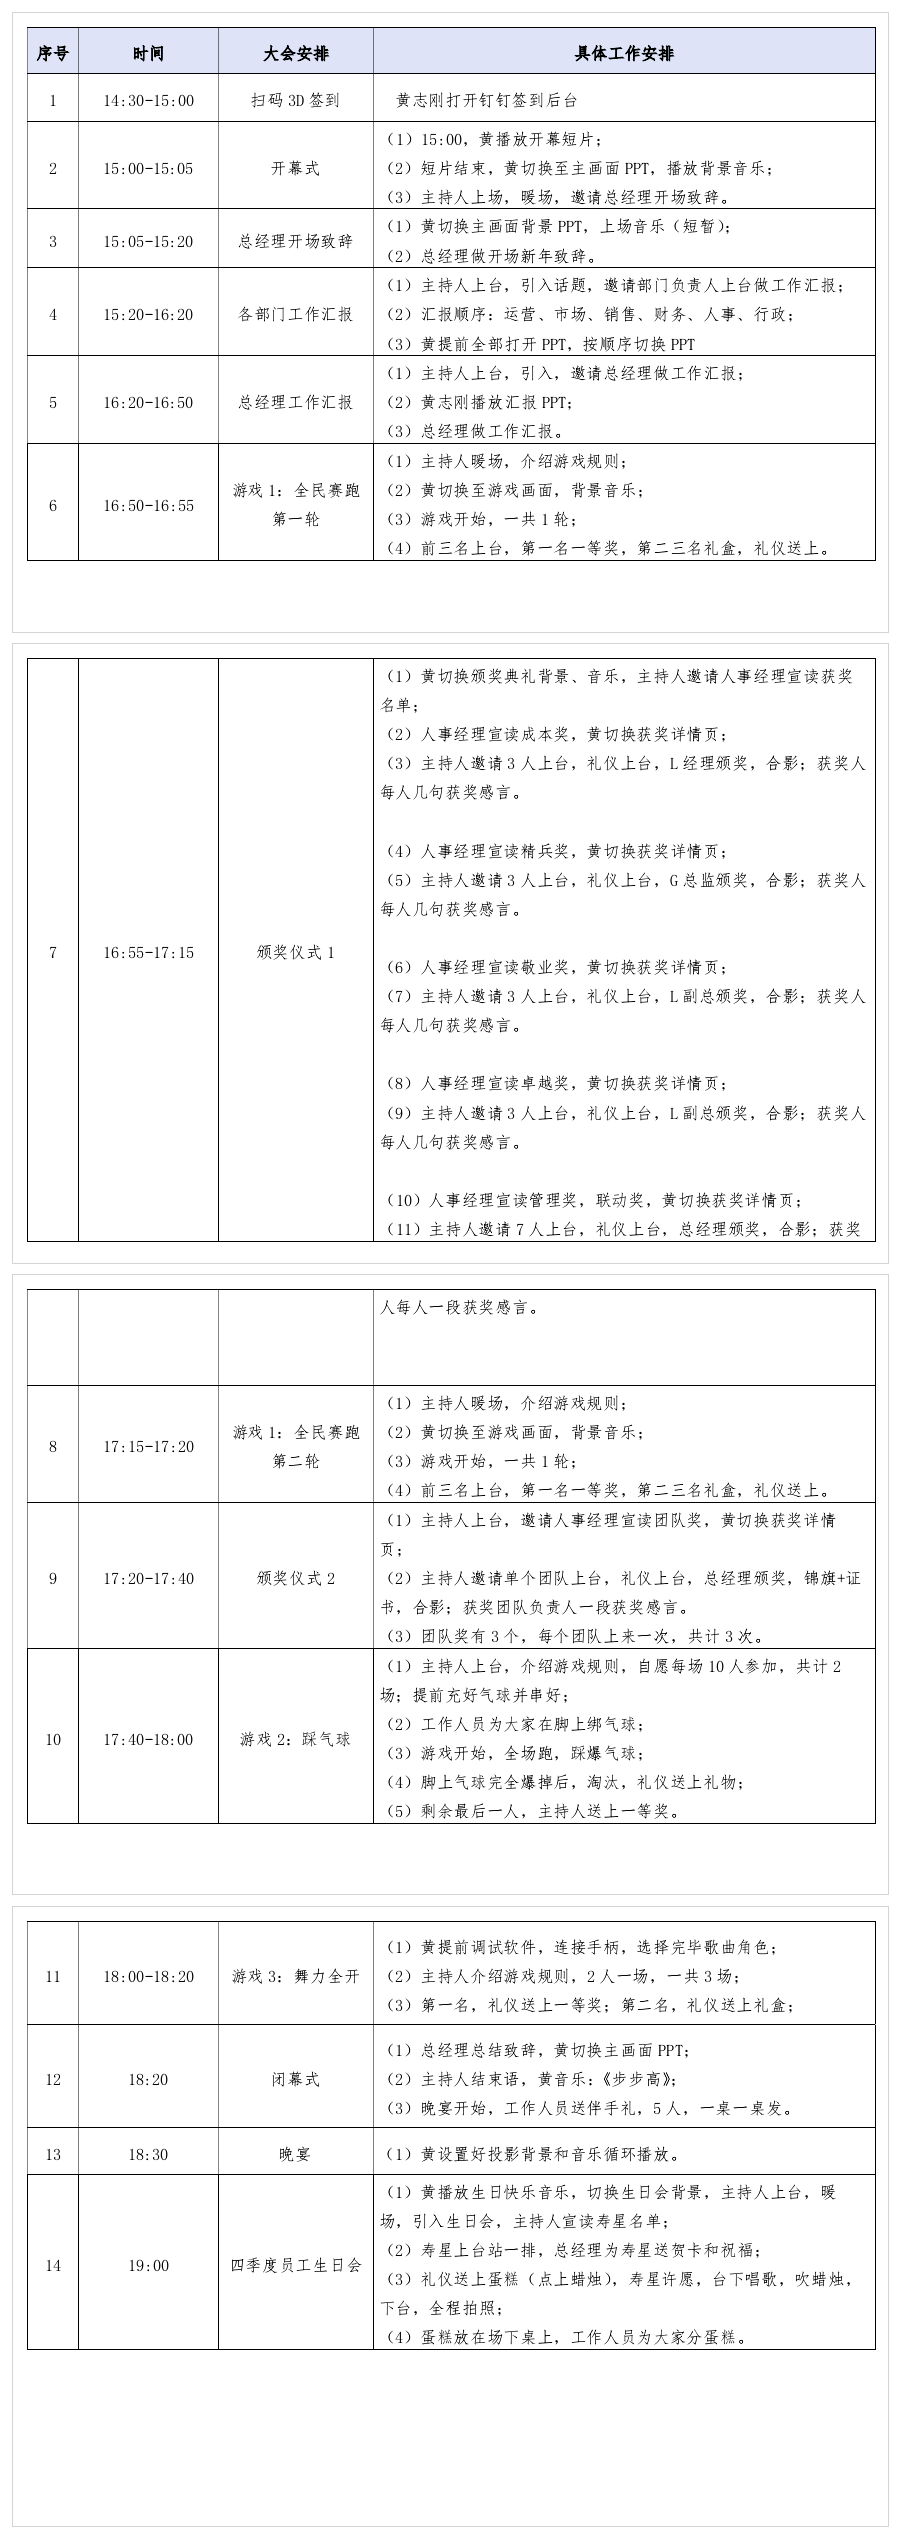 序号 时间 大会安排 具体工作安排
1 14:30-15:00 扫码 3D 签到 黄志刚打开钉钉签到后台
2 15:00-15:05 开幕式
（1）15:00，黄播放开幕短片；
（2）短片结束，黄切换至主画面 PPT，播放背景音乐；
（3）主持人上场，暖场，邀请总经理开场致辞。
3 15:05-15:20 总经理开场致辞
（1）黄切换主画面背景 PPT，上场音乐（短暂）；
（2）总经理做开场新年致辞。
4 15:20-16:20 各部门工作汇报
（1）主持人上台，引入话题，邀请部门负责人上台做工作汇报；
（2）汇报顺序：运营、市场、销售、财务、人事、行政；
（3）黄提前全部打开 PPT，按顺序切换 PPT
5 16:20-16:50 总经理工作汇报
（1）主持人上台，引入，邀请总经理做工作汇报；
（2）黄志刚播放汇报 PPT；
（3）总经理做工作汇报。
6 16:50-16:55 游戏 1：全民赛跑
第一轮
（1）主持人暖场，介绍游戏规则；
（2）黄切换至游戏画面，背景音乐；
（3）游戏开始，一共 1 轮；
（4）前三名上台，第一名一等奖，第二三名礼盒，礼仪送上。
7 16:55-17:15 颁奖仪式 1
（1）黄切换颁奖典礼背景、音乐，主持人邀请人事经理宣读获奖
名单；
（2）人事经理宣读成本奖，黄切换获奖详情页；
（3）主持人邀请 3 人上台，礼仪上台，L 经理颁奖，合影；获奖人
每人几句获奖感言。
（4）人事经理宣读精兵奖，黄切换获奖详情页；
（5）主持人邀请 3 人上台，礼仪上台，G 总监颁奖，合影；获奖人
每人几句获奖感言。
（6）人事经理宣读敬业奖，黄切换获奖详情页；
（7）主持人邀请 3 人上台，礼仪上台，L 副总颁奖，合影；获奖人
每人几句获奖感言。
（8）人事经理宣读卓越奖，黄切换获奖详情页；
（9）主持人邀请 3 人上台，礼仪上台，L 副总颁奖，合影；获奖人
每人几句获奖感言。
（10）人事经理宣读管理奖，联动奖，黄切换获奖详情页；
（11）主持人邀请 7 人上台，礼仪上台，总经理颁奖，合影；获奖
人每人一段获奖感言。
8 17:15-17:20 游戏 1：全民赛跑
第二轮
（1）主持人暖场，介绍游戏规则；
（2）黄切换至游戏画面，背景音乐；
（3）游戏开始，一共 1 轮；
（4）前三名上台，第一名一等奖，第二三名礼盒，礼仪送上。
9 17:20-17:40 颁奖仪式 2
（1）主持人上台，邀请人事经理宣读团队奖，黄切换获奖详情
页；
（2）主持人邀请单个团队上台，礼仪上台，总经理颁奖，锦旗+证
书，合影；获奖团队负责人一段获奖感言。
（3）团队奖有 3 个，每个团队上来一次，共计 3 次。
10 17:40-18:00 游戏 2：踩气球
（1）主持人上台，介绍游戏规则，自愿每场 10 人参加，共计 2
场；提前充好气球并串好；
（2）工作人员为大家在脚上绑气球；
（3）游戏开始，全场跑，踩爆气球；
（4）脚上气球完全爆掉后，淘汰，礼仪送上礼物；
（5）剩余最后一人，主持人送上一等奖。
11 18:00-18:20 游戏 3：舞力全开
（1）黄提前调试软件，连接手柄，选择完毕歌曲角色；
（2）主持人介绍游戏规则，2 人一场，一共 3 场；
（3）第一名，礼仪送上一等奖；第二名，礼仪送上礼盒；
12 18:20 闭幕式
（1）总经理总结致辞，黄切换主画面 PPT；
（2）主持人结束语，黄音乐：《步步高》；
（3）晚宴开始，工作人员送伴手礼，5 人，一桌一桌发。
13 18:30 晚宴 （1）黄设置好投影背景和音乐循环播放。
14 19:00 四季度员工生日会
（1）黄播放生日快乐音乐，切换生日会背景，主持人上台，暖
场，引入生日会，主持人宣读寿星名单；
（2）寿星上台站一排，总经理为寿星送贺卡和祝福；
（3）礼仪送上蛋糕（点上蜡烛），寿星许愿，台下唱歌，吹蜡烛，
下台，全程拍照；
（4）蛋糕放在场下桌上，工作人员为大家分蛋糕。